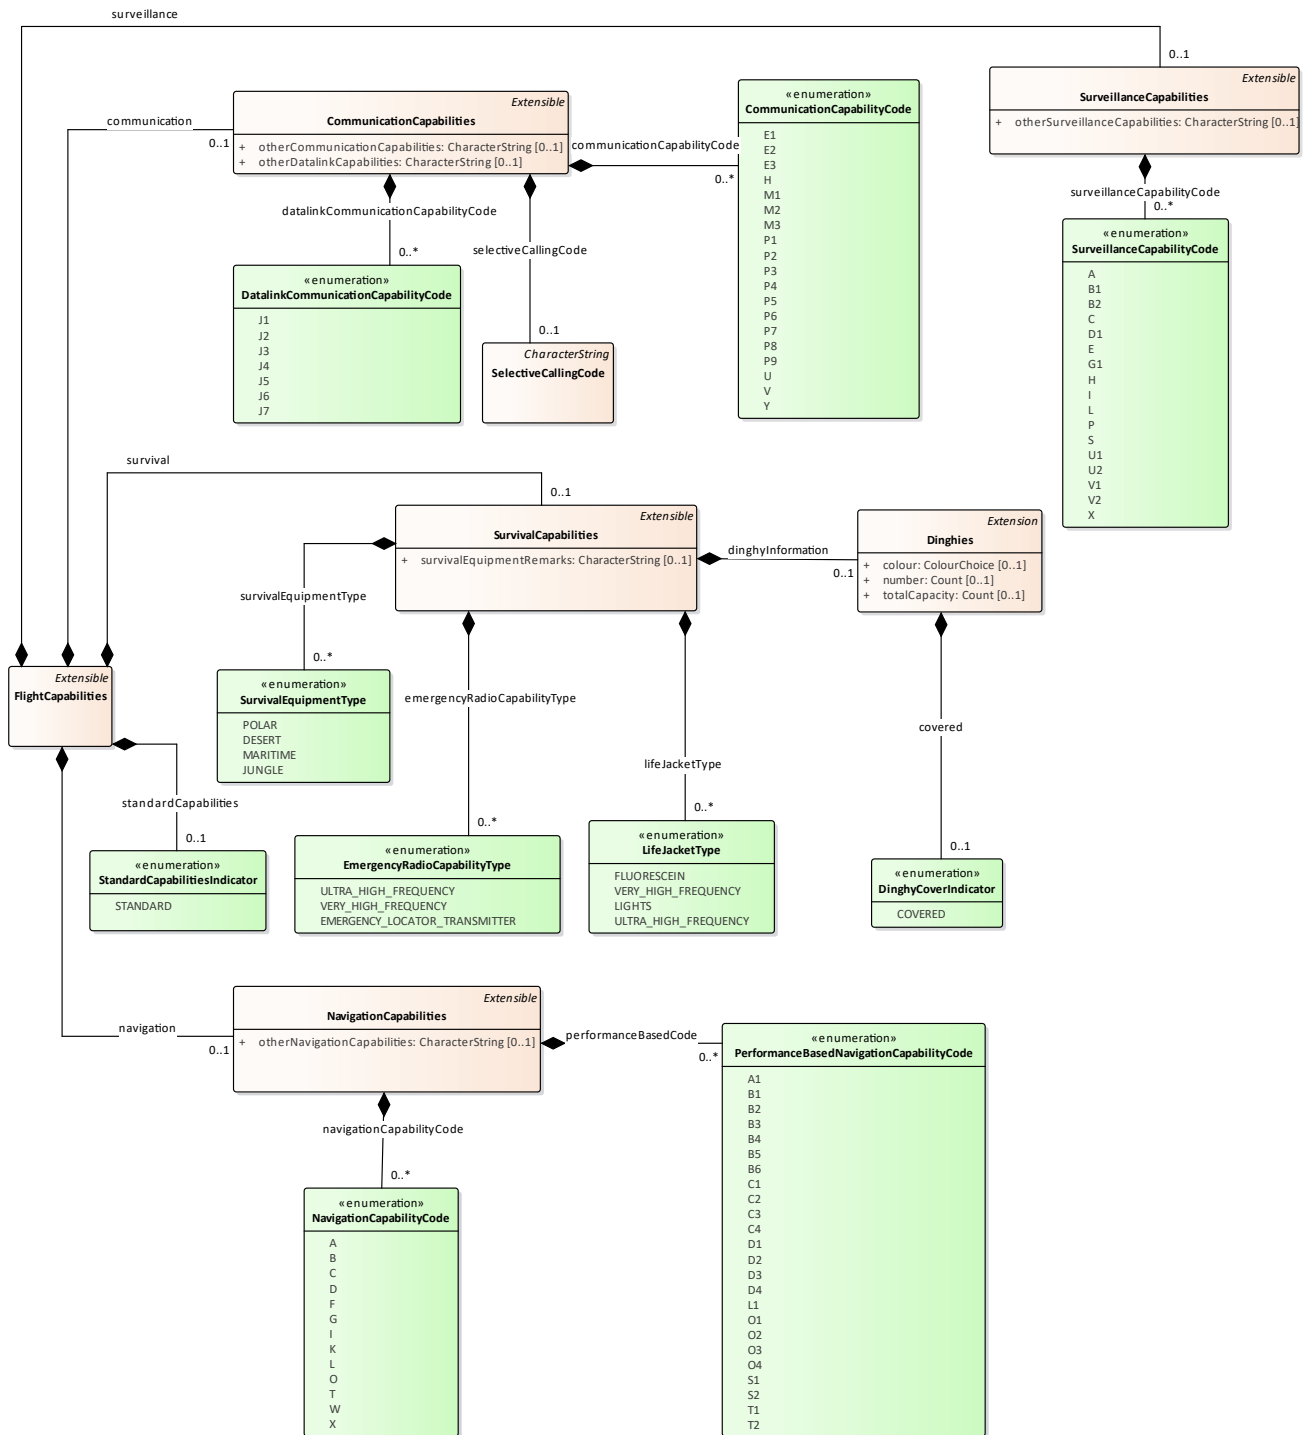 surveillance
0..1
Extensible
SurveillanceCapabilities
+ otherSurveillanceCapabilities: CharacterString [0..1]
surveillanceCapabilityCode
0..*
«enumeration»
SurveillanceCapabilityCode
A
B1
B2
C
D1
E
G1
H
I
L
P
S
U1
U2
V1
V2
X
communication
0..1
Extensible
CommunicationCapabilities
+ otherCommunicationCapabilities: CharacterString [0..1]
+ otherDatalinkCapabilities: CharacterString [0..1]
communicationCapabilityCode
0..*
«enumeration»
CommunicationCapabilityCode
E1
E2
E3
H
M1
M2
M3
P1
P2
P3
P4
P5
P6
P7
P8
P9
U
V
Y
datalinkCommunicationCapabilityCode
0..*
«enumeration»
DatalinkCommunicationCapabilityCode
J1
J2
J3
J4
J5
J6
J7
selectiveCallingCode
0..1
CharacterString
SelectiveCallingCode
survival
0..1
Extensible
SurvivalCapabilities
+ survivalEquipmentRemarks: CharacterString [0..1]
dinghyInformation
0..1
Extension
Dinghies
+ colour: ColourChoice [0..1]
+ number: Count [0..1]
+ totalCapacity: Count [0..1]
survivalEquipmentType
0..*
«enumeration»
SurvivalEquipmentType
POLAR
DESERT
MARITIME
JUNGLE
emergencyRadioCapabilityType
0..*
«enumeration»
EmergencyRadioCapabilityType
ULTRA_HIGH_FREQUENCY
VERY_HIGH_FREQUENCY
EMERGENCY_LOCATOR_TRANSMITTER
lifeJacketType
0..*
«enumeration»
LifeJacketType
FLUORESCEIN
VERY_HIGH_FREQUENCY
LIGHTS
ULTRA_HIGH_FREQUENCY
covered
0..1
«enumeration»
DinghyCoverIndicator
COVERED
Extensible
FlightCapabilities
standardCapabilities
0..1
«enumeration»
StandardCapabilitiesIndicator
STANDARD
navigation
0..1
Extensible
NavigationCapabilities
+ otherNavigationCapabilities: CharacterString [0..1]
performanceBasedCode
0..*
«enumeration»
PerformanceBasedNavigationCapabilityCode
A1
B1
B2
B3
B4
B5
B6
C1
C2
C3
C4
D1
D2
D3
D4
L1
O1
O2
O3
O4
S1
S2
T1
T2
navigationCapabilityCode
0..*
«enumeration»
NavigationCapabilityCode
A
B
C
D
F
G
I
K
L
O
T
W
X